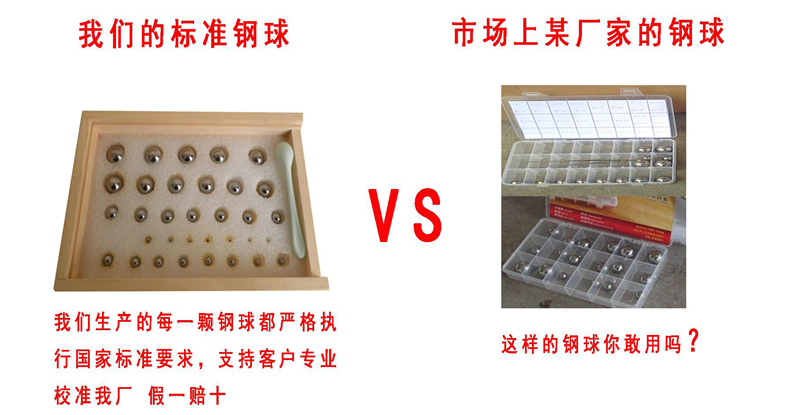 我们的标准钢球
市场上某厂家的钢球
VS
我们生产的每一颗钢球都严格执
行国家标准要求，支持客户专业
校准我厂 假一赔十
这样的钢球你敢用吗？